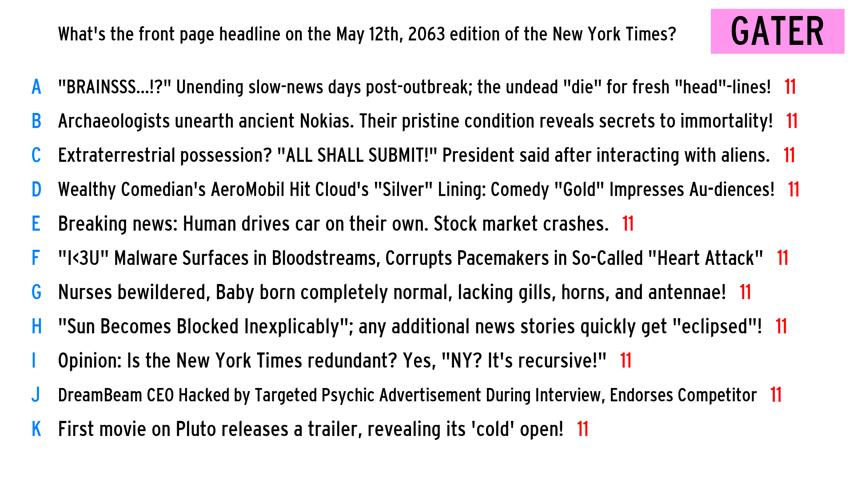 What's the front page headline on the May 12th, 2063 edition of the New York Times?
GATER
A "BRAINSSS...!?" Unending slow-news days post-outbreak; the undead "die" for fresh "head"-lines! 11
B Archaeologists unearth ancient Nokias. Their pristine condition reveals secrets to immortality! 11
C Extraterrestrial possession? "ALL SHALL SUBMIT!" President said after interacting with aliens. 11
D Wealthy Comedian's AeroMobil Hit Cloud's "Silver" Lining: Comedy "Gold" Impresses Au-diences! 11
E Breaking news: Human drives car on their own. Stock market crashes. 11
F "I<3U" Malware Surfaces in Bloodstreams, Corrupts Pacemakers in So-Called "Heart Attack" 11
G Nurses bewildered, Baby born completely normal, lacking gills, horns, and antennae! 11
H "Sun Becomes Blocked Inexplicably"; any additional news stories quickly get "eclipsed"! 11
I Opinion: Is the New York Times redundant? Yes, "NY? It's recursive!" 11
J DreamBeam CEO Hacked by Targeted Psychic Advertisement During Interview, Endorses Competitor 11
K First movie on Pluto releases a trailer, revealing its 'cold' open! 11